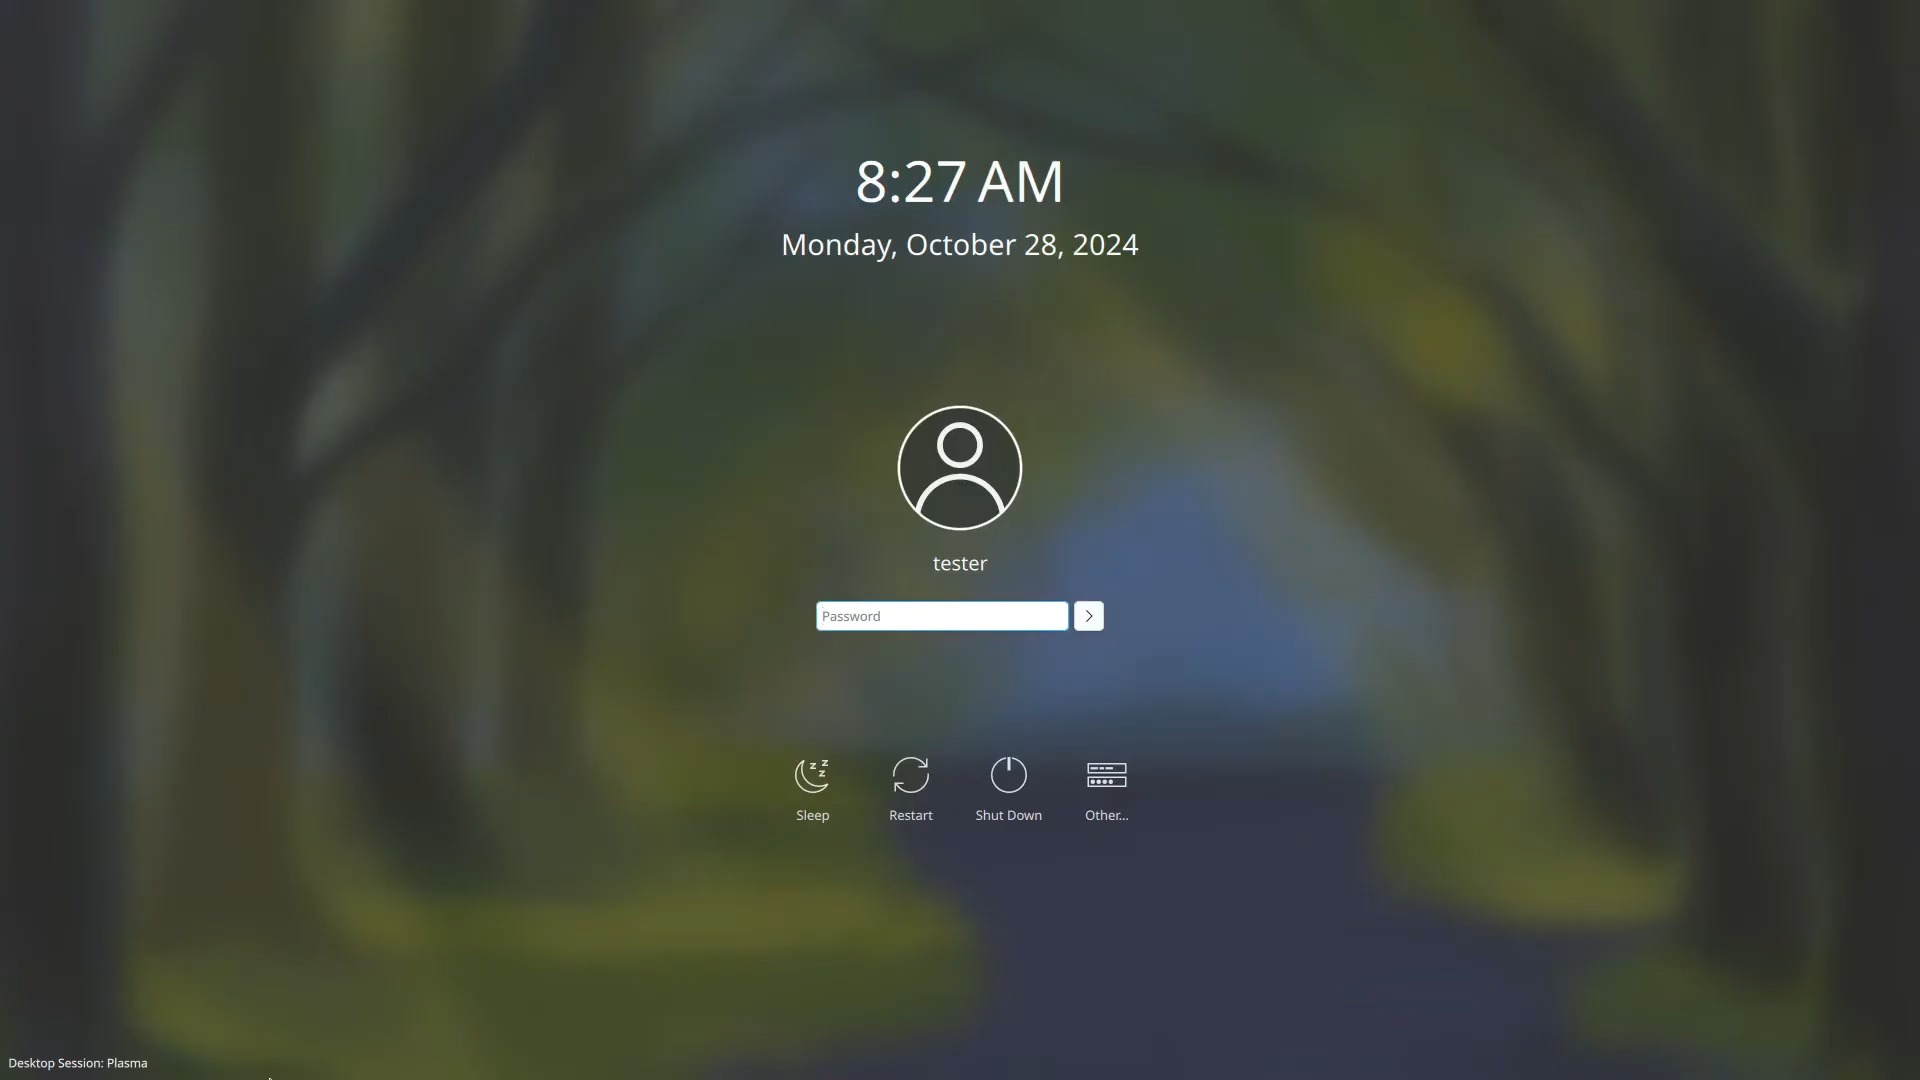 8:27 AM
Monday, October 28, 2024
tester
Password
Sleep
Restart
Shut Down
Other...
Desktop Session: Plasma